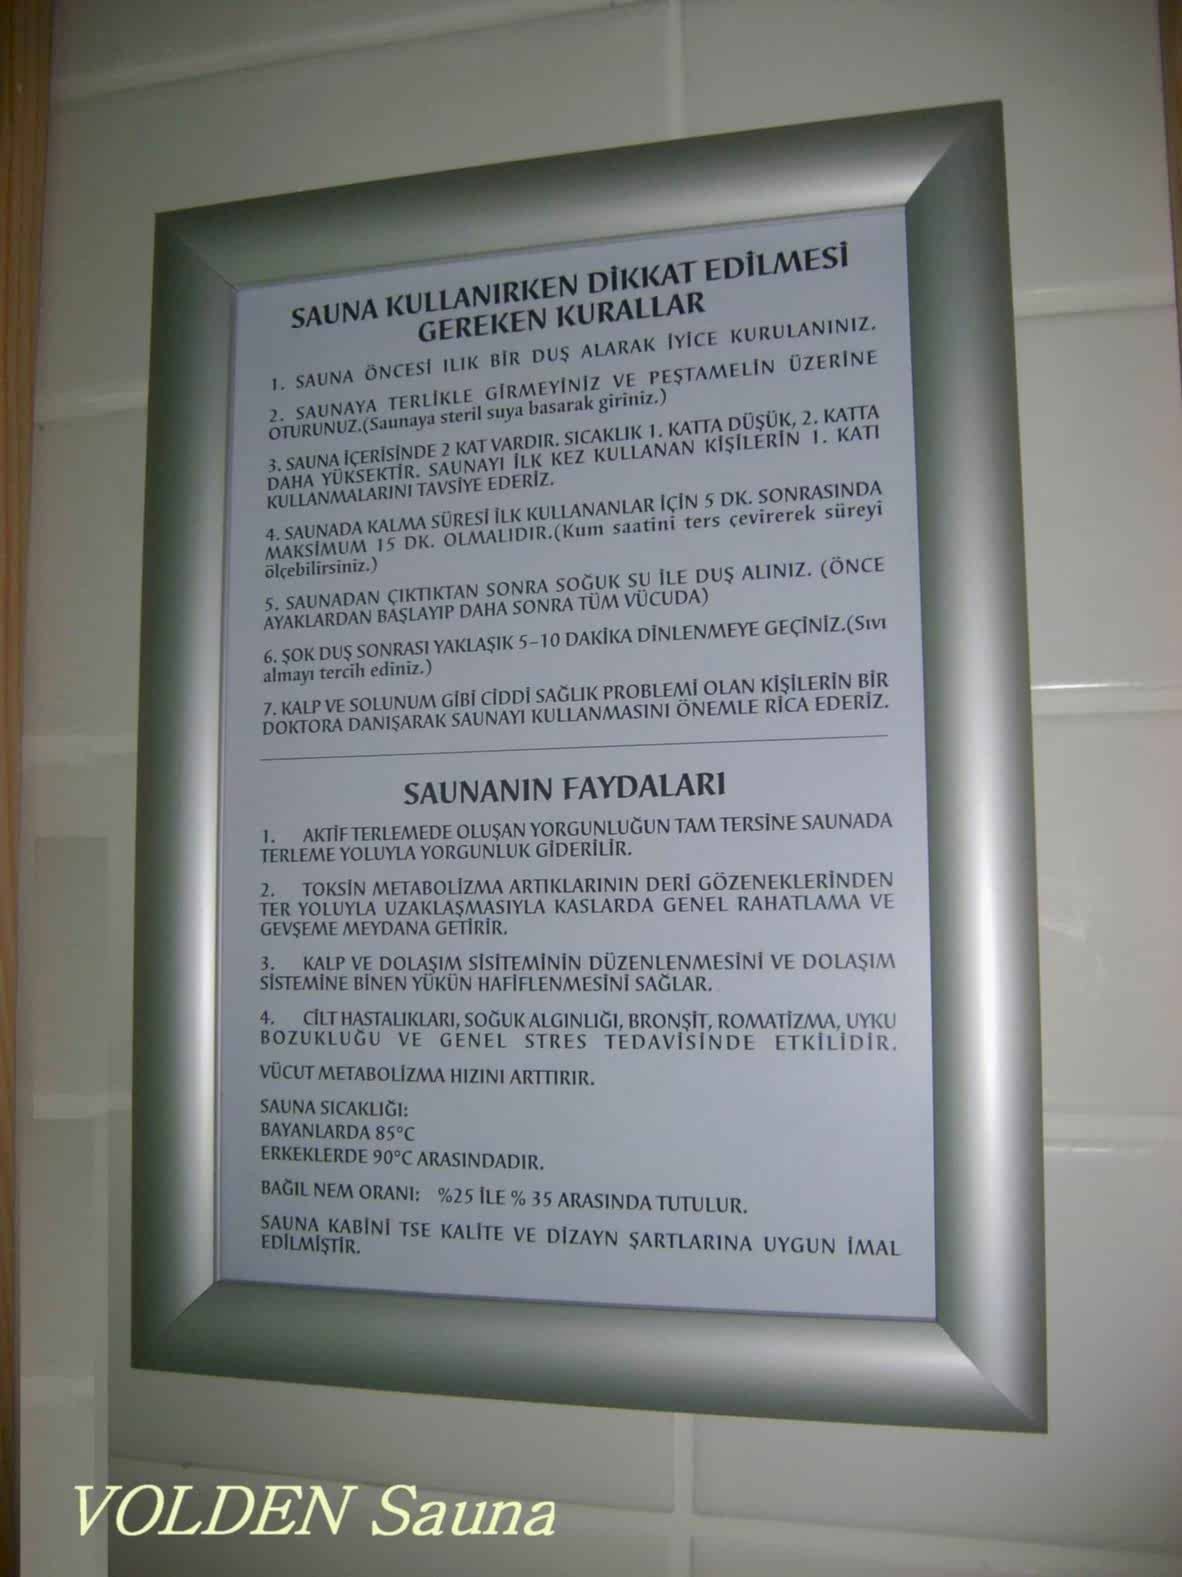 SAUNA KULLANIRKEN DİKKAT EDİLMESİ
GEREKEN KURALLAR
1. SAUNA ÖNCESİ ILIK BİR DUŞ ALARAK İYİCE KURULANINIZ.
2. SAUNAYA TERLİKLE GİRMEYİNİZ VE PEŞTAMELİN ÜZERİNE
OTURUNUZ.(Saunaya steril suya basarak giriniz.)
3. SAUNA İÇERİSİNDE 2 KAT VARDIR. SICAKLIK 1. KATTA DÜŞÜK, 2. KATTA
DAHA YÜKSEKTİR. SAUNAYI İLK KEZ KULLANAN KİŞİLERİN 1. KATI
KULLANMALARINI TAVSİYE EDERİZ.
4. SAUNADA KALMA SÜRESİ İLK KULLANANLAR İÇİN 5 DK. SONRASINDA
MAKSİMUM 15 DK. OLMALIDIR.(Kum saatini ters çevirerek süreyi
ölçebilirsiniz.)
5. SAUNADAN ÇIKTIKTAN SONRA SOĞUK SU İLE DUŞ ALINIZ. (ÖNCE
AYAKLARDAN BAŞLAYIP DAHA SONRA TÜM VÜCUDA)
6. ŞOK DUŞ SONRASI YAKLAŞIK 5-10 DAKİKA DİNLENMEYE GEÇİNİZ.(Sıvı
almayı tercih ediniz.)
7. KALP VE SOLUNUM GİBİ CİDDİ SAĞLIK PROBLEMİ OLAN KİŞİLERİN BİR
DOKTORA DANIŞARAK SAUNAYI KULLANMASINI ÖNEMLE RİCA EDERİZ.
SAUNANIN FAYDALARI
1. AKTİF TERLEMEDE OLUŞAN YORGUNLUĞUN TAM TERSİNE SAUNADA
TERLEME YOLUYLA YORGUNLUK GİDERİLİR.
2. TOKSİN METABOLİZMA ARTIKLARININ DERİ GÖZENEKLERİNDEN
TER YOLUYLA UZAKLAŞMASIYLA KASLARDA GENEL RAHATLAMA VE
GEVŞEME MEYDANA GETİRİR.
3. KALP VE DOLAŞIM SİSİTEMİNİN DÜZENLENMESİNİ VE DOLAŞIM
SİSTEMİNE BİNEN YÜKÜN HAFİFLENMESİNİ SAĞLAR.
4. CİLT HASTALIKLARI, SOĞUK ALGINLIĞI, BRONŞİT, ROMATİZMA, UYKU
BOZUKLUĞU VE GENEL STRES TEDAVİSİNDE ETKİLİDİR.
VÜCUT METABOLİZMA HIZINI ARTTIRIR.
SAUNA SICAKLIĞI:
BAYANLARDA 85°C
ERKEKLERDE 90°C ARASINDADIR.
BAĞIL NEM ORANI: %25 İLE % 35 ARASINDA TUTULUR.
SAUNA KABİNİ TSE KALİTE VE DİZAYN ŞARTLARINA UYGUN İMAL
EDİLMİŞTİR.
VOLDEN Sauna